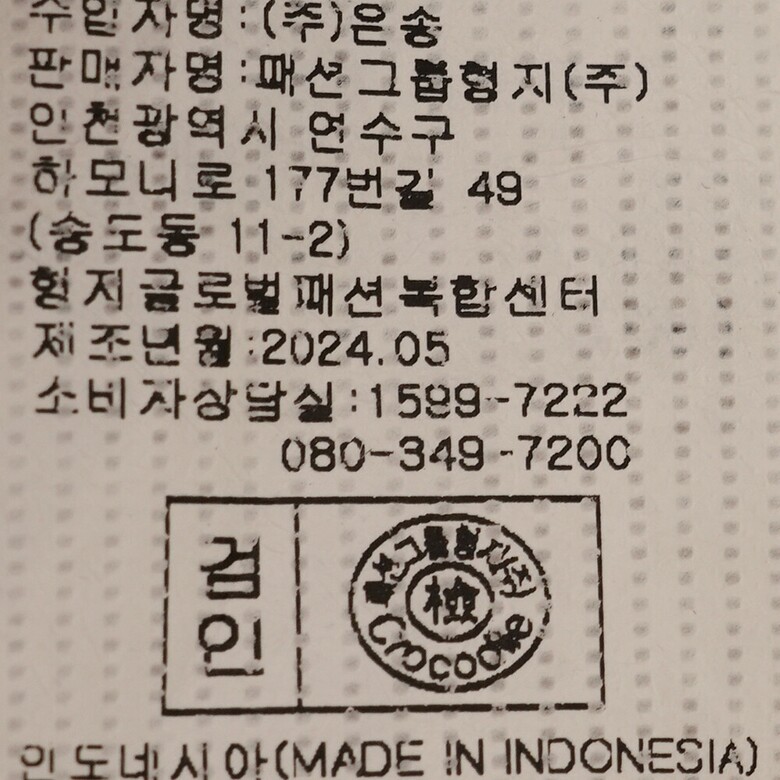 수입자명:(주)은송
판매자명:패션그룹형지(주)
인천광역시 연수구
하모니로 177번길 49
(송도동 11-2)
형지글로벌패션복합센터
제조년월:2024.05
소비자상담실:1599-7222
080-349-7200
검인
패션그룹형지(주)
檢
Crocodile
인도네시아(MADE IN INDONESIA)